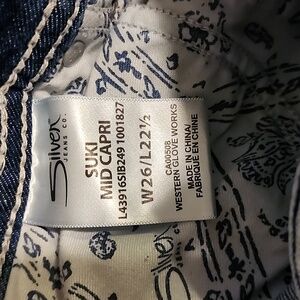 Silver
JEANS CO.
SUKI
MID CAPRI
L43916SIB249 1001827
W26/L22½
CA00508
WESTERN GLOVE WORKS
MADE IN CHINA/
FABRIQUÉ EN CHINE
Silver